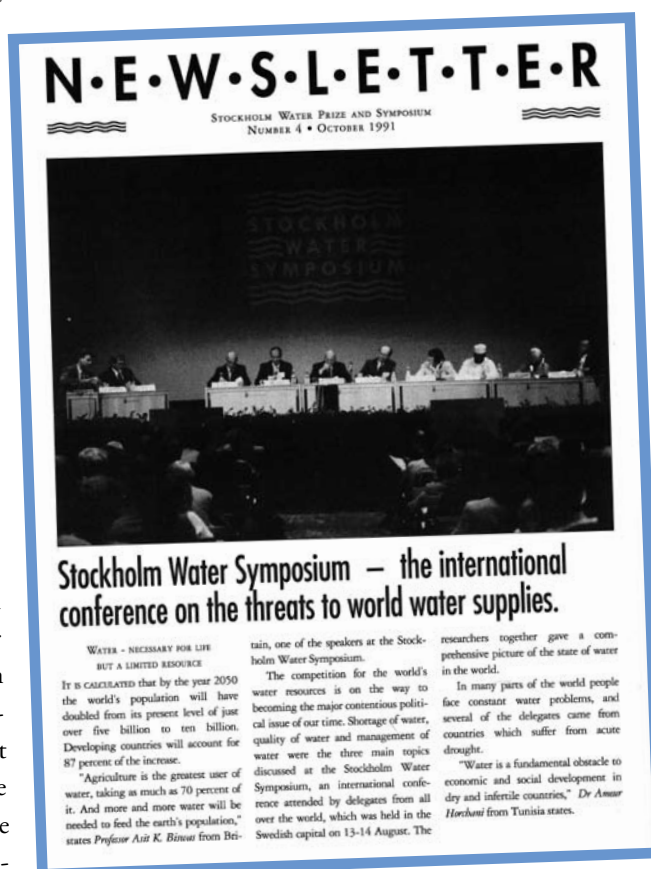 N•E•W•S•L•E•T•T•E•R
STOCKHOLM WATER PRIZE AND SYMPOSIUM
NUMBER 4 • OCTOBER 1991
STOCKHOLM
WATER
SYMPOSIUM
Stockholm Water Symposium – the international
conference on the threats to world water supplies.
WATER - NECESSARY FOR LIFE
BUT A LIMITED RESOURCE
IT IS CALCULATED that by the year 2050
the world's population will have
doubled from its present level of just
over five billion to ten billion.
Developing countries will account for
87 percent of the increase.
"Agriculture is the greatest user of
water, taking as much as 70 percent of
it. And more and more water will be
needed to feed the earth's population,"
states Professor Asit K. Biswas from Bri-
tain, one of the speakers at the Stock-
holm Water Symposium.
The competition for the world's
water resources is on the way to
becoming the major contentious politi-
cal issue of our time. Shortage of water,
quality of water and management of
water were the three main topics
discussed at the Stockholm Water
Symposium, an international confe-
rence attended by delegates from all
over the world, which was held in the
Swedish capital on 13-14 August. The
researchers together gave a com-
prehensive picture of the state of water
in the world.
In many parts of the world people
face constant water problems, and
several of the delegates came from
countries which suffer from acute
drought.
"Water is a fundamental obstacle to
economic and social development in
dry and infertile countries," Dr Ameur
Horchani from Tunisia states.